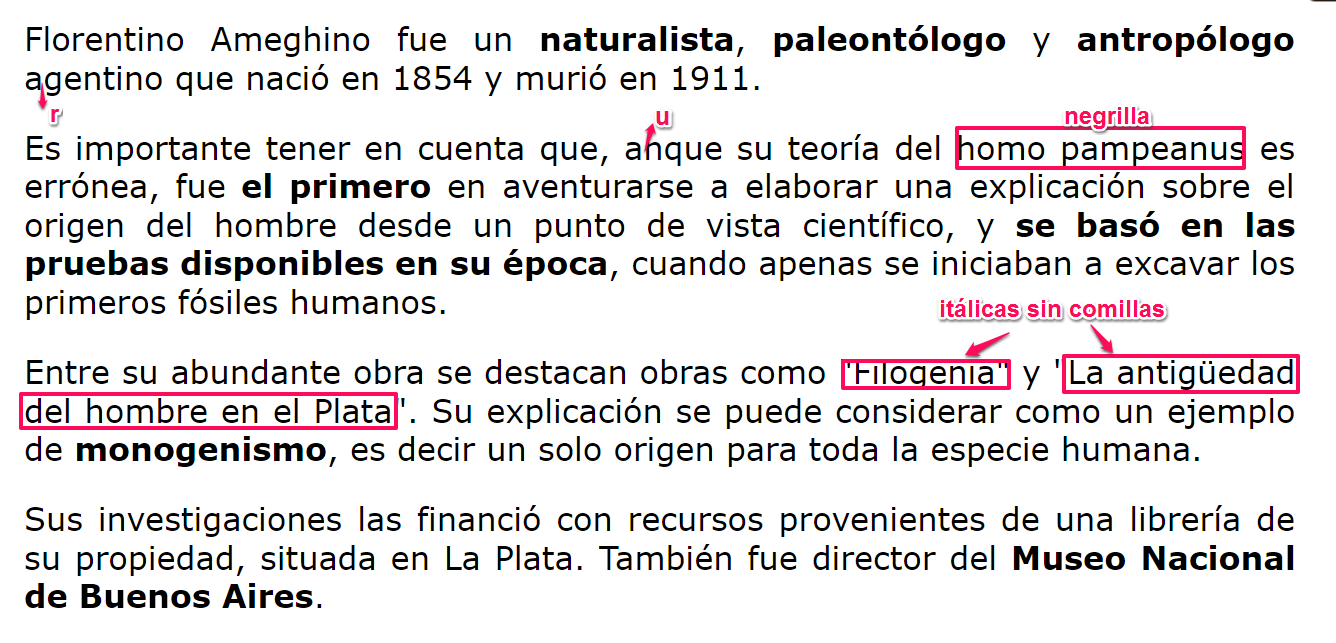 Florentino Ameghino fue un naturalista, paleontólogo y antropólogo
agentino que nació en 1854 y murió en 1911.
r
u
negrilla
Es importante tener en cuenta que, anque su teoría del homo pampeanus es
errónea, fue el primero en aventurarse a elaborar una explicación sobre el
origen del hombre desde un punto de vista científico, y se basó en las
pruebas disponibles en su época, cuando apenas se iniciaban a excavar los
primeros fósiles humanos.
itálicas sin comillas
Entre su abundante obra se destacan obras como "Filogenia" y "La antigüedad
del hombre en el Plata". Su explicación se puede considerar como un ejemplo
de monogenismo, es decir un solo origen para toda la especie humana.
Sus investigaciones las financió con recursos provenientes de una librería de
su propiedad, situada en La Plata. También fue director del Museo Nacional
de Buenos Aires.